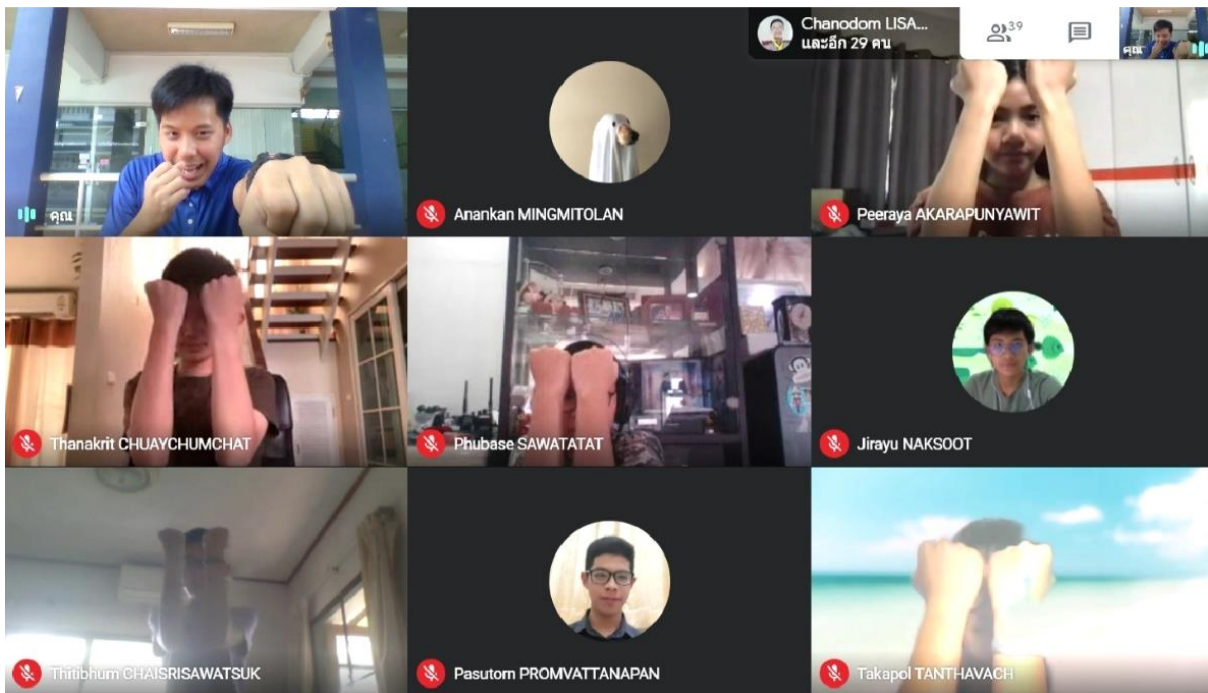 Chanodom LISA...
และอีก 29 คน
39
คุณ
คุณ
Anankan MINGMITOLAN
Peeraya AKARAPUNYAWIT
Thanakrit CHUAYCHUMCHAT
Phubase SAWATATAT
Jirayu NAKSOOT
Thitibhum CHAISRISAWATSUK
Pasutorn PROMVATTANAPAN
Takapol TANTHAVACH